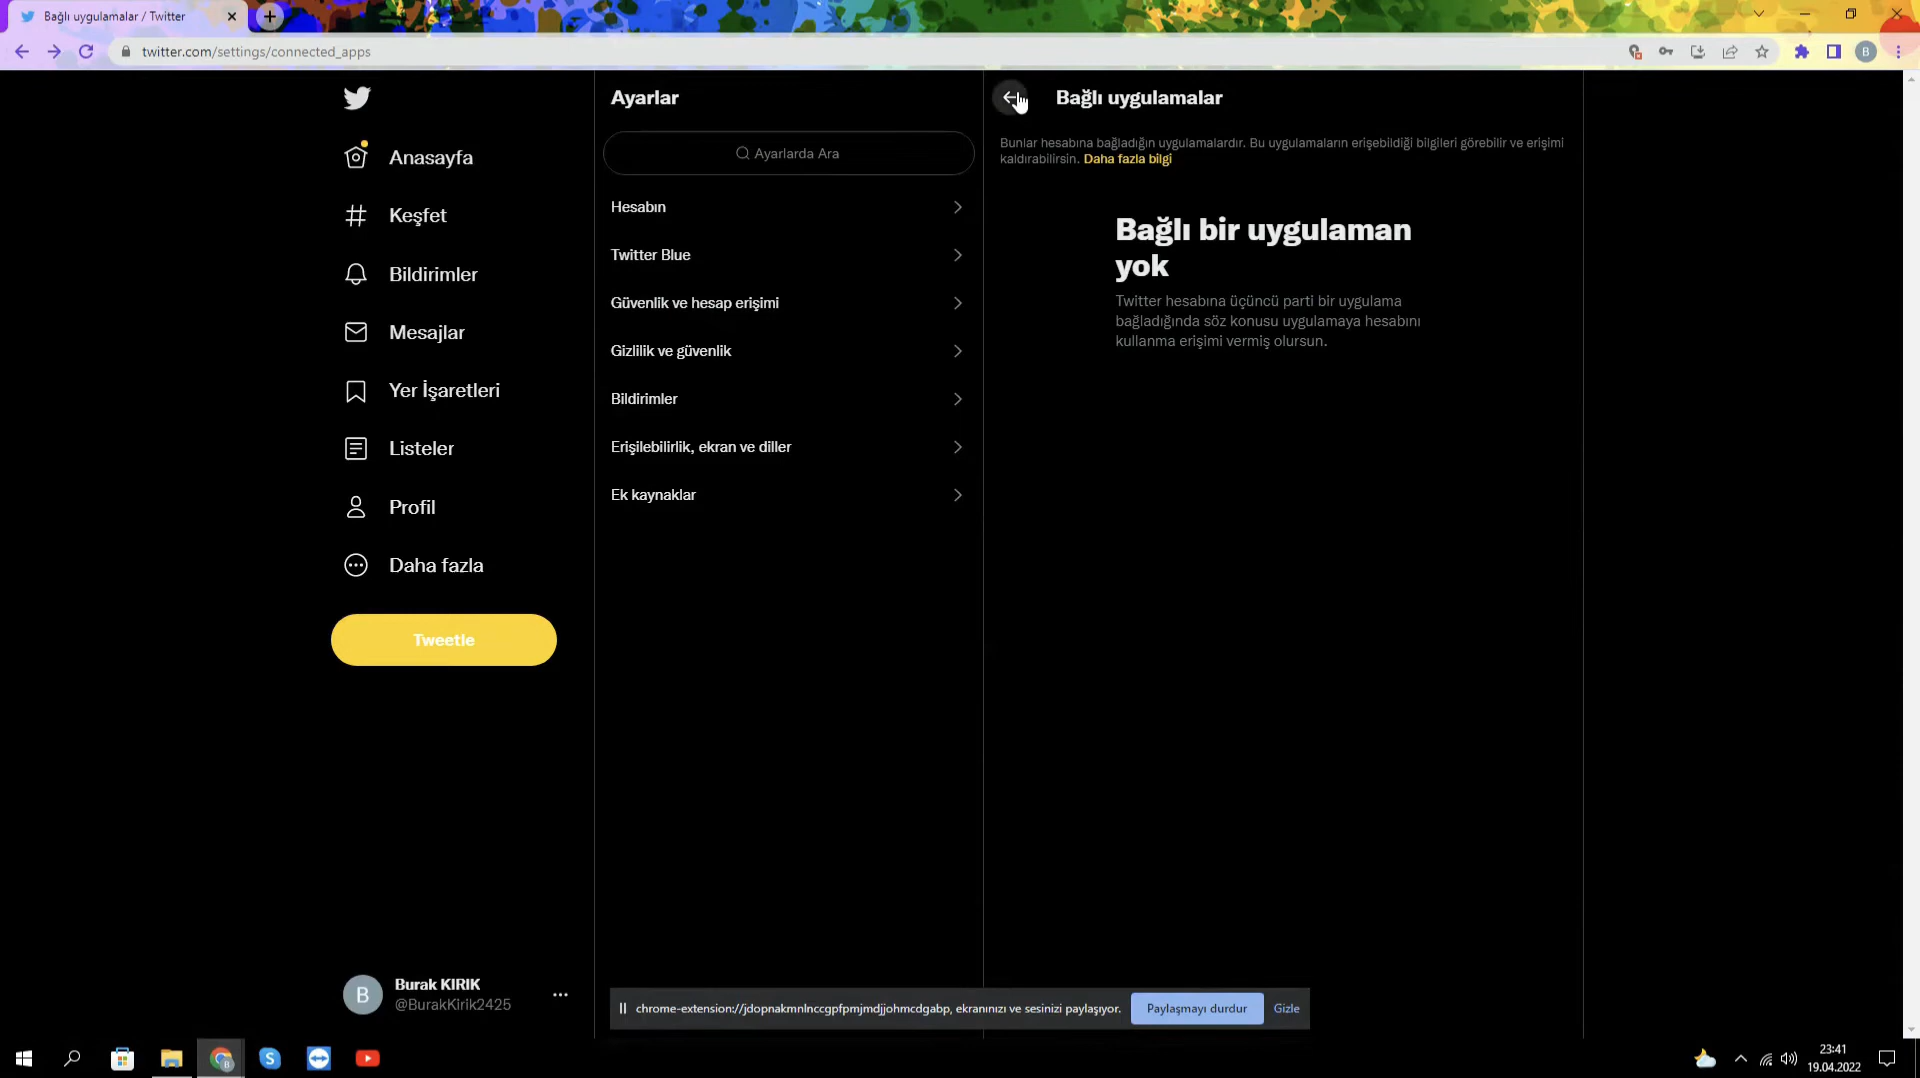 Bağlı uygulamalar / Twitter
twitter.com/settings/connected_apps
B
Anasayfa
Keşfet
Bildirimler
Mesajlar
Yer İşaretleri
Listeler
Profil
Daha fazla
Tweetle
B
Burak KIRIK
@BurakKirik2425
Ayarlar
Ayarlarda Ara
Hesabın
Twitter Blue
Güvenlik ve hesap erişimi
Gizlilik ve güvenlik
Bildirimler
Erişilebilirlik, ekran ve diller
Ek kaynaklar
Bağlı uygulamalar
Bunlar hesabına bağladığın uygulamalardır. Bu uygulamaların erişebildiği bilgileri görebilir ve erişimi
kaldırabilirsin. Daha fazla bilgi
Bağlı bir uygulaman
yok
Twitter hesabına üçüncü parti bir uygulama
bağladığında söz konusu uygulamaya hesabını
kullanma erişimi vermiş olursun.
chrome-extension://jdopnakmnlnccgpfpmjmdjjohmcdgabp, ekranınızı ve sesinizi paylaşıyor.
Paylaşmayı durdur
Gizle
23:41
19.04.2022